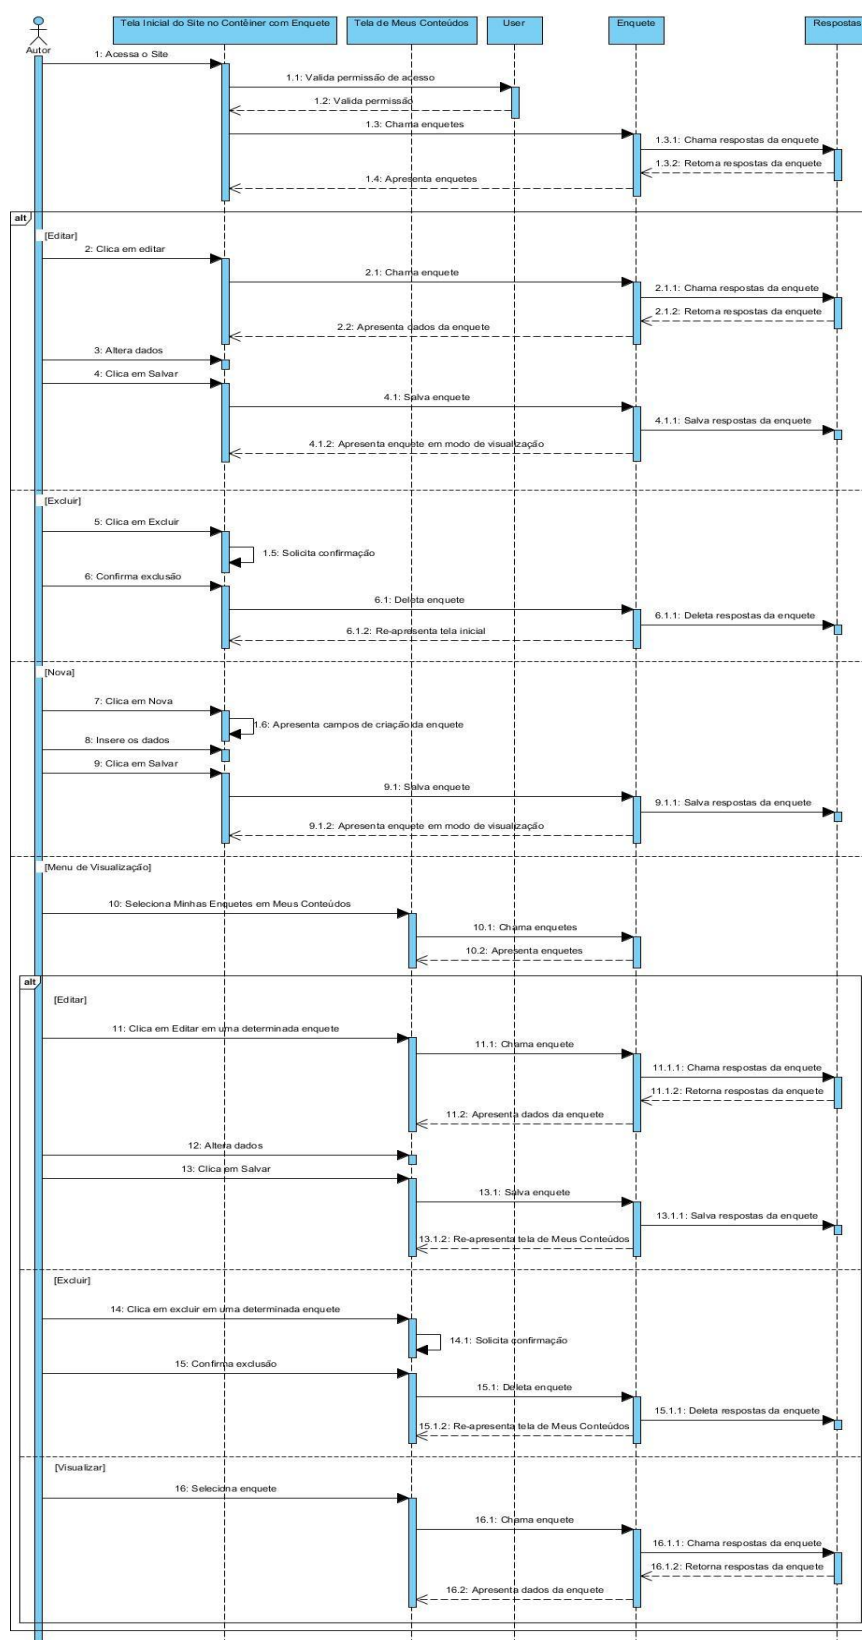 Tela Inicial do Site no Contêiner com Enquete
Tela de Meus Conteúdos
User
Enquete
Respostas
Autor
1: Acessa o Site
1.1: Valida permissão de acesso
1.2: Valida permissão
1.3: Chama enquetes
1.3.1: Chama respostas da enquete
1.3.2: Retorna respostas da enquete
1.4: Apresenta enquetes
alt
[Editar]
2: Clica em editar
2.1: Chama enquete
2.1.1: Chama respostas da enquete
2.1.2: Retorna respostas da enquete
2.2: Apresenta dados da enquete
3: Altera dados
4: Clica em Salvar
4.1: Salva enquete
4.1.1: Salva respostas da enquete
4.1.2: Apresenta enquete em modo de visualização
[Excluir]
5: Clica em Excluir
1.5: Solicita confirmação
6: Confirma exclusão
6.1: Deleta enquete
6.1.1: Deleta respostas da enquete
6.1.2: Re-apresenta tela inicial
[Nova]
7: Clica em Nova
1.6: Apresenta campos de criação da enquete
8: Insere os dados
9: Clica em Salvar
9.1: Salva enquete
9.1.1: Salva respostas da enquete
9.1.2: Apresenta enquete em modo de visualização
[Menu de Visualização]
10: Seleciona Minhas Enquetes em Meus Conteúdos
10.1: Chama enquetes
10.2: Apresenta enquetes
alt
[Editar]
11: Clica em Editar em uma determinada enquete
11.1: Chama enquete
11.1.1: Chama respostas da enquete
11.1.2: Retorna respostas da enquete
11.2: Apresenta dados da enquete
12: Altera dados
13: Clica em Salvar
13.1: Salva enquete
13.1.1: Salva respostas da enquete
13.1.2: Re-apresenta tela de Meus Conteúdos
[Excluir]
14: Clica em excluir em uma determinada enquete
14.1: Solicita confirmação
15: Confirma exclusão
15.1: Deleta enquete
15.1.1: Deleta respostas da enquete
15.1.2: Re-apresenta tela de Meus Conteúdos
[Visualizar]
16: Seleciona enquete
16.1: Chama enquete
16.1.1: Chama respostas da enquete
16.1.2: Retorna respostas da enquete
16.2: Apresenta dados da enquete